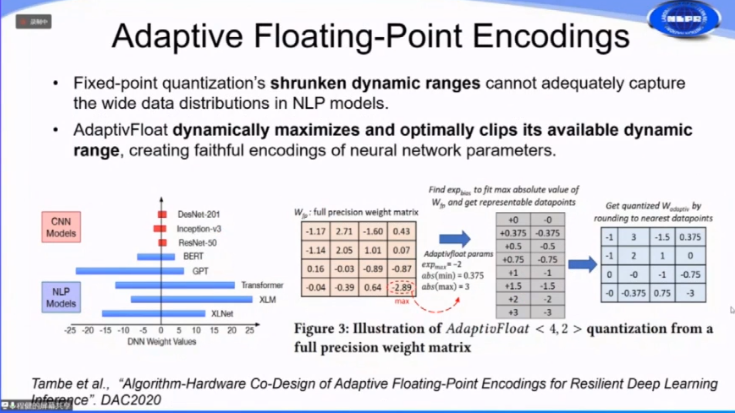 Adaptive Floating-Point Encodings
• Fixed-point quantization's shrunken dynamic ranges cannot adequately capture
the wide data distributions in NLP models.
• AdaptivFloat dynamically maximizes and optimally clips its available dynamic
range, creating faithful encodings of neural network parameters.
CNN
Models
NLP
Models
DesNet-201
Inception-v3
ResNet-50
BERT
GPT
Transformer
XLM
XLNet
-25 -20 -15 -10 -5 0 5 10 15 20 25
DNN Weight Values
W_fp: full precision weight matrix
-1.17 2.71 -1.60 0.43
-1.14 2.05 1.01 0.07
0.16 -0.03 -0.89 -0.87
-0.04 -0.39 0.64 -2.89
max
Adaptivfloat params
exp_max = -2
abs(min) = 0.375
abs(max) = 3
Find exp_bias to fit max absolute value of
W_fp and get representable datapoints
+0 -0
+0.375 -0.375
+0.5 -0.5
+0.75 -0.75
+1 -1
+1.5 -1.5
+2 -2
+3 -3
Get quantized W_adaptiv by
rounding to nearest datapoints
-1 3 -1.5 0.375
-1 2 1 0
0 -0 -1 -0.75
-0 -0.375 0.75 -3
Figure 3: Illustration of AdaptivFloat < 4, 2 > quantization from a
full precision weight matrix
Tambe et al., "Algorithm-Hardware Co-Design of Adaptive Floating-Point Encodings for Resilient Deep Learning
Inference". DAC2020